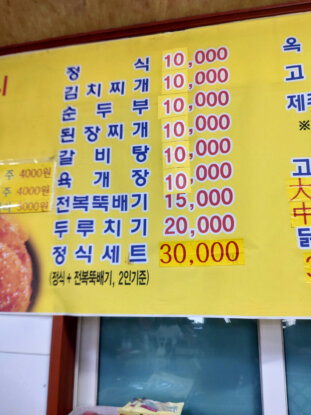 정식 10,000
김치찌개 10,000
순두부 10,000
된장찌개 10,000
갈비탕 10,000
육개장 10,000
전복뚝배기 15,000
두루치기 20,000
정식세트 30,000
(정식 + 전복뚝배기, 2인기준)
주 4000원
주 4000원
3000원
옥
고
제
※
고
大
中